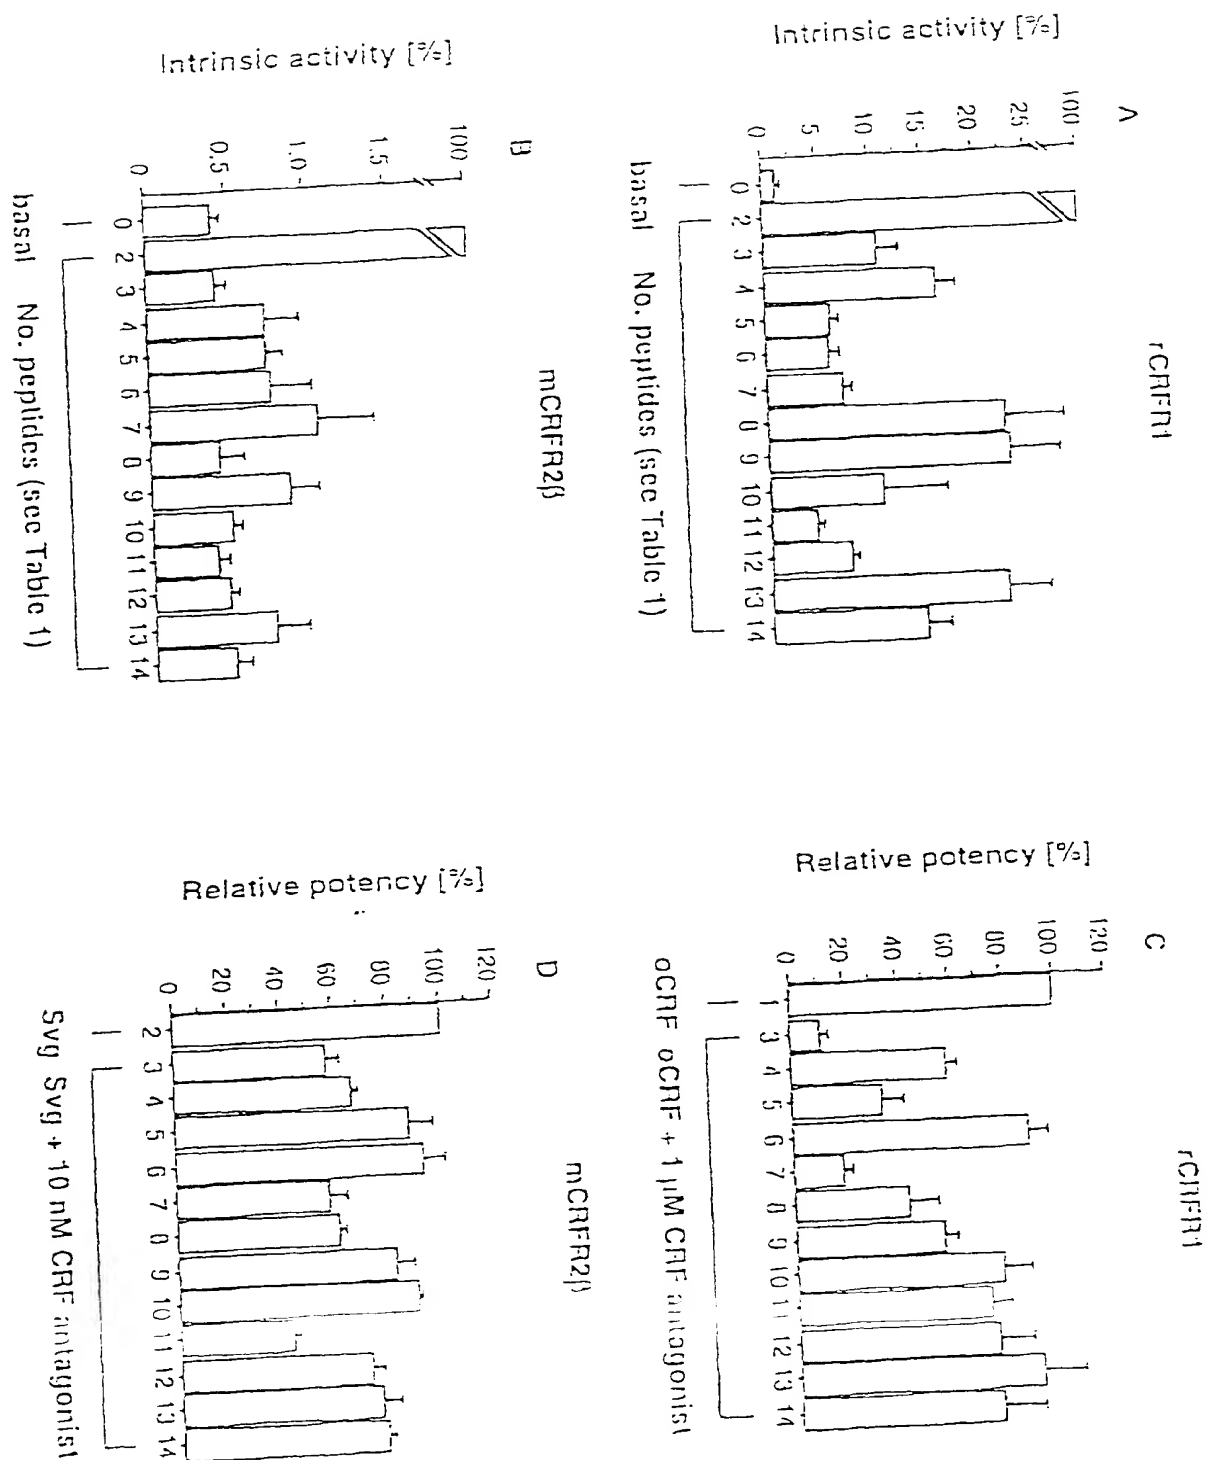 A
rCRFR1
Intrinsic activity [%]
100
25
20
15
10
5
0
0 2 3 4 5 6 7 8 9 10 11 12 13 14
basal No. peptides (see Table 1)
B
mCRFR2β
Intrinsic activity [%]
100
1.5
1.0
0.5
0
0 2 3 4 5 6 7 8 9 10 11 12 13 14
basal No. peptides (see Table 1)
C
rCRFR1
Relative potency [%]
120
100
80
60
40
20
0
1 3 4 5 6 7 8 9 10 11 12 13 14
oCRF oCRF + 1 µM CRF antagonist
D
mCRFR2β
Relative potency [%]
120
100
80
60
40
20
0
2 3 4 5 6 7 8 9 10 11 12 13 14
Svg Svg + 10 nM CRF antagonist